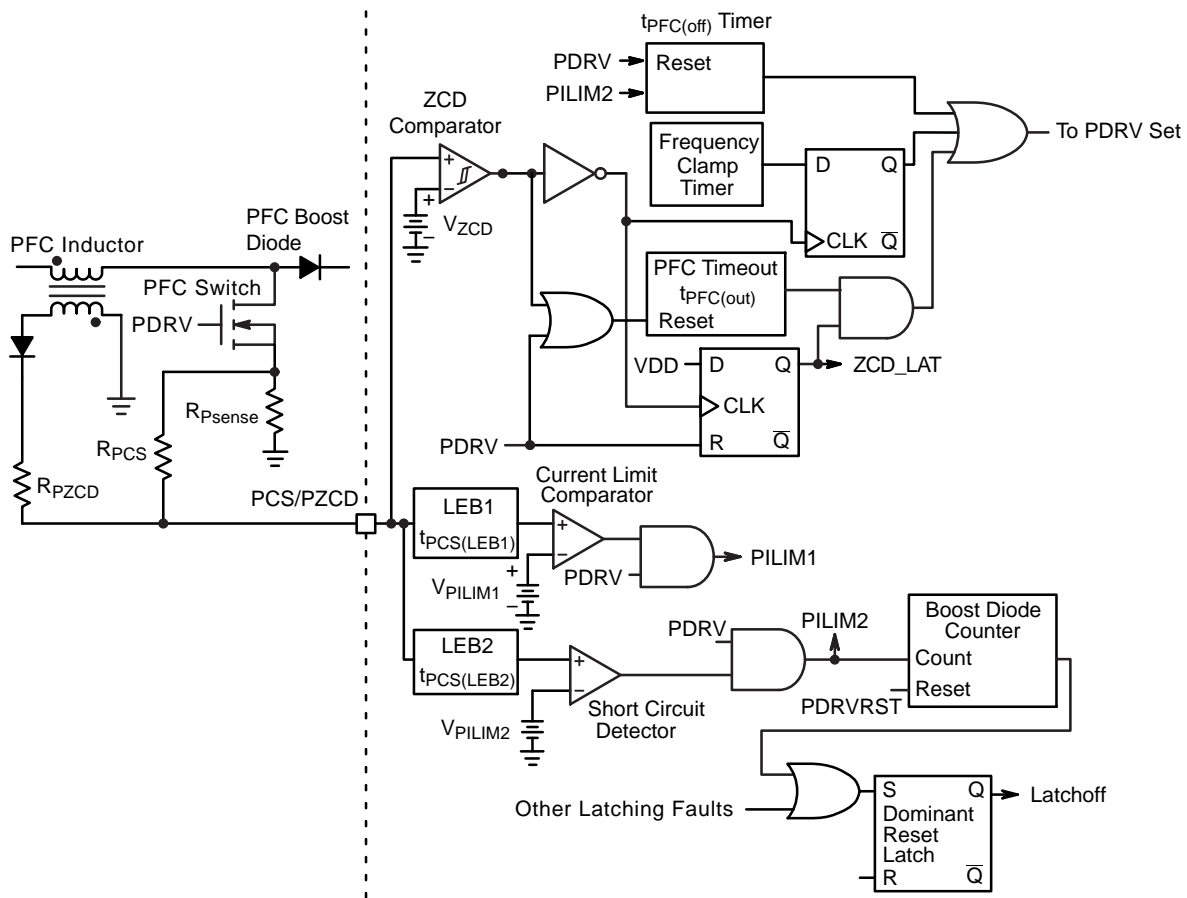 tPFC(off) Timer
PDRV
PILIM2
Reset
ZCD
Comparator
Frequency
Clamp
Timer
D
Q
CLK
Q
To PDRV Set
+
−
+
−
VZCD
PFC Boost
Diode
PFC Inductor
PFC Switch
PDRV
PFC Timeout
tPFC(out)
Reset
VDD
D
Q
CLK
R
Q
ZCD_LAT
PDRV
RPsense
RPCS
RPZCD
PCS/PZCD
Current Limit
Comparator
LEB1
tPCS(LEB1)
+
−
+
−
VPILIM1
PDRV
PILIM1
LEB2
tPCS(LEB2)
+
−
VPILIM2
Short Circuit
Detector
PDRV
PILIM2
Boost Diode
Counter
Count
Reset
PDRVRST
Other Latching Faults
S
Q
Dominant
Reset
Latch
R
Q
Latchoff